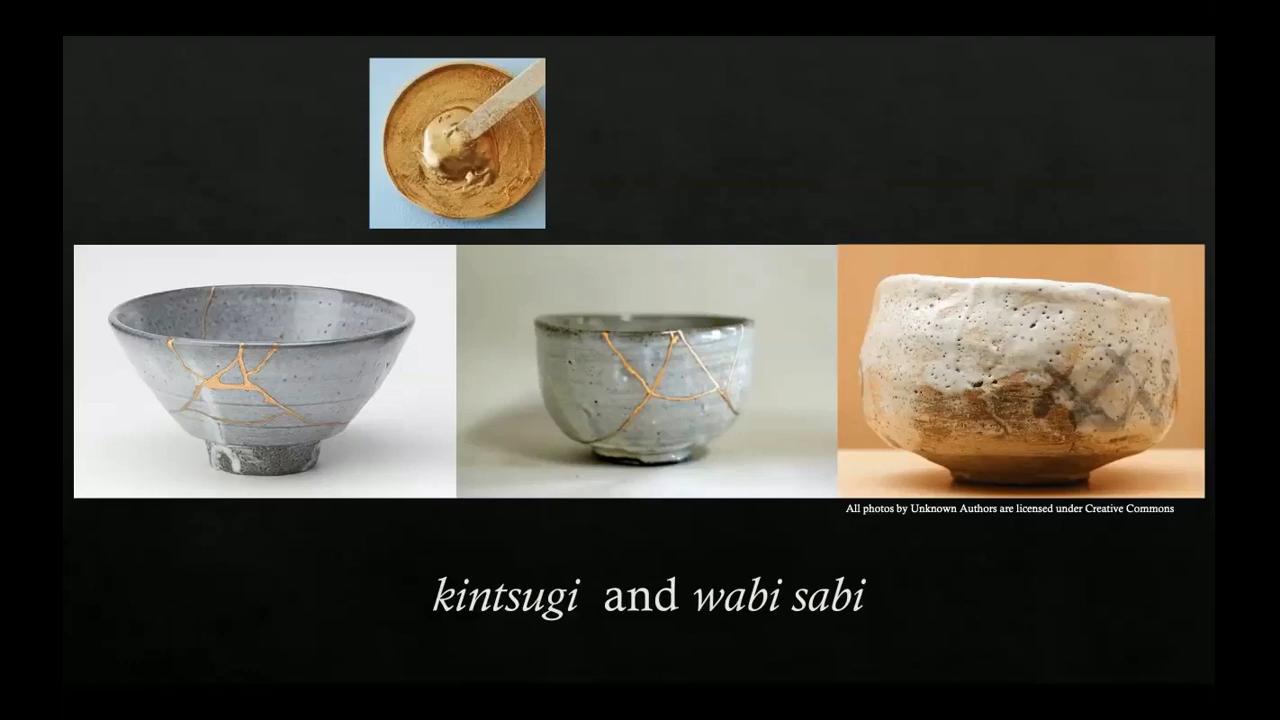 All photos by Unknown Authors are licensed under Creative Commons
kintsugi and wabi sabi